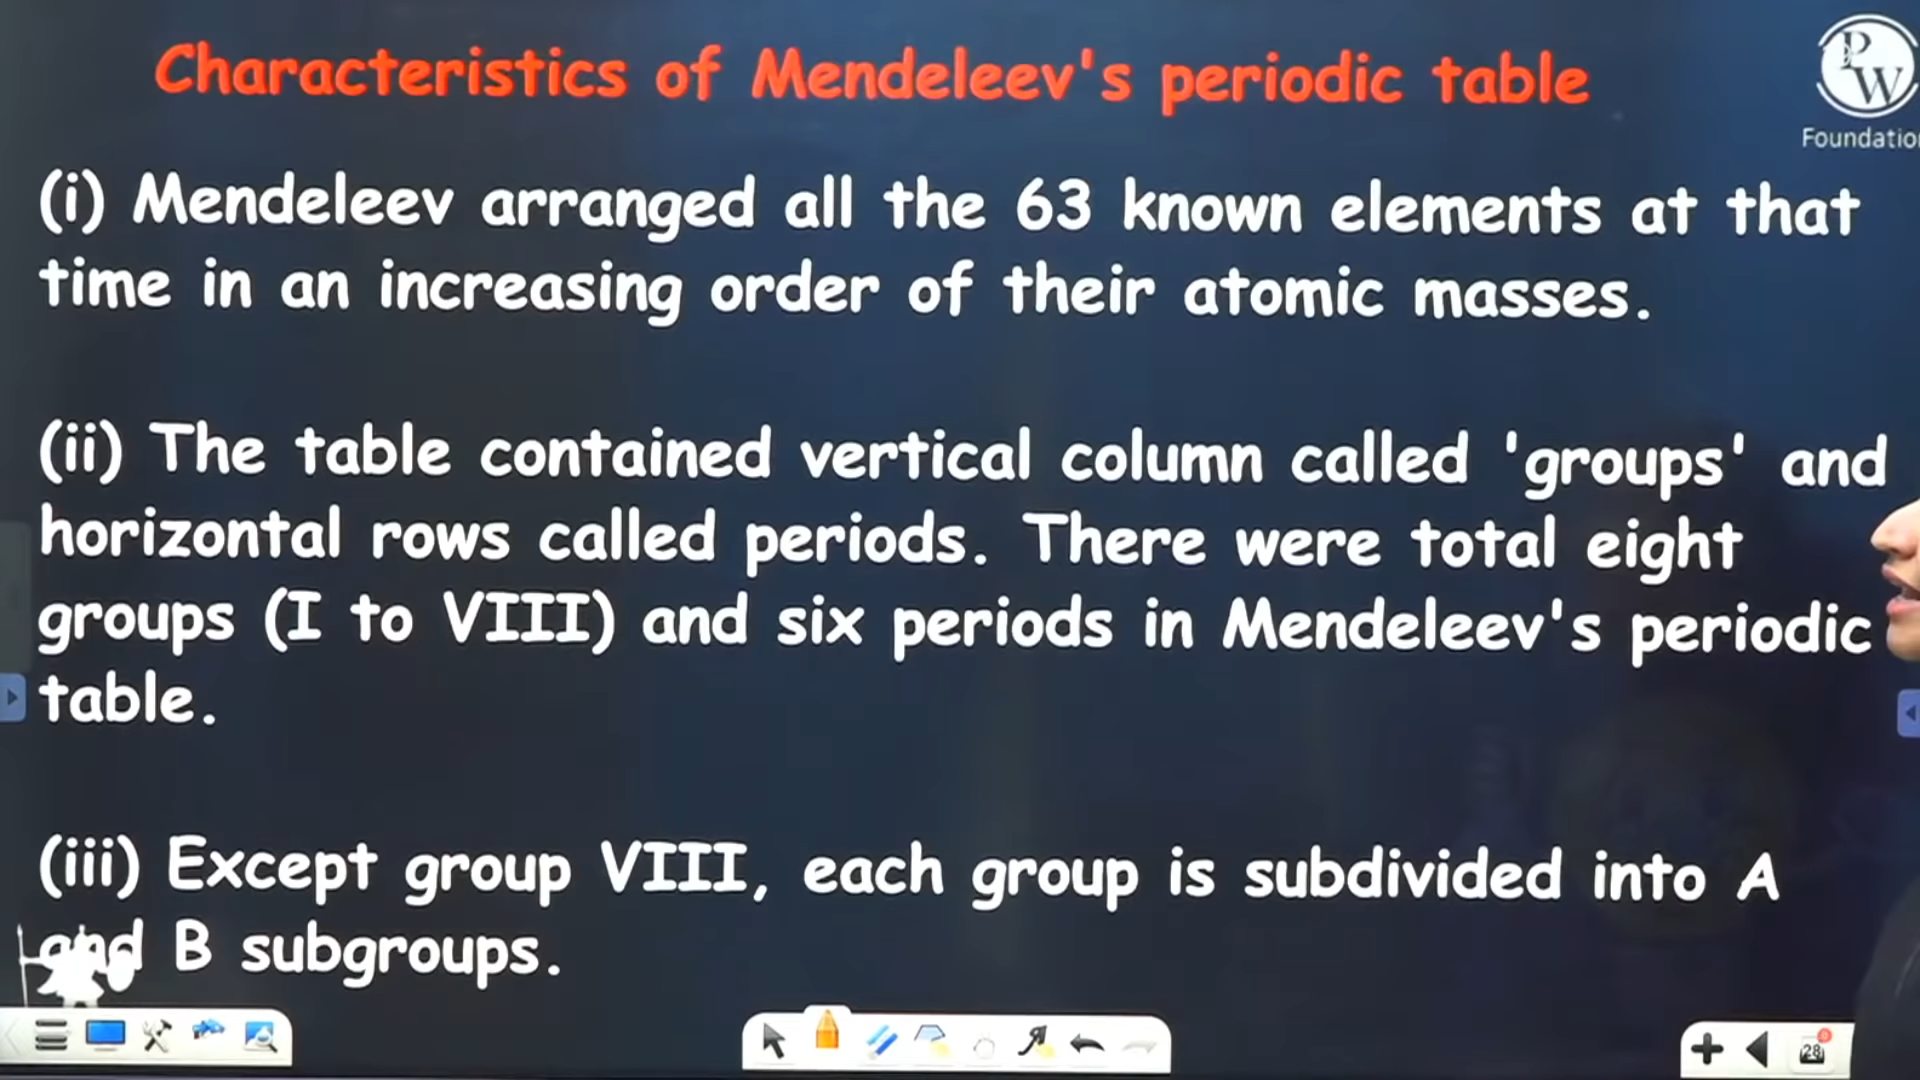 Characteristics of Mendeleev's periodic table
PW
Foundation
(i) Mendeleev arranged all the 63 known elements at that
time in an increasing order of their atomic masses.
(ii) The table contained vertical column called 'groups' and
horizontal rows called periods. There were total eight
groups (I to VIII) and six periods in Mendeleev's periodic
table.
(iii) Except group VIII, each group is subdivided into A
and B subgroups.
28